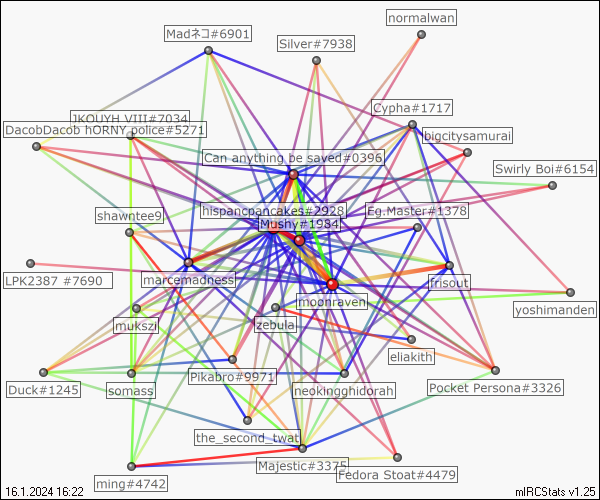 normalwan
Madネコ#6901
Silver#7938
Cypha#1717
JKOUYH VIII#7034
DacobDacob hORNY police#5271
bigcitysamurai
Can anything be saved#0396
Swirly Boi#6154
shawntee9
hispanopancakes#2928
Eg.Master#1378
Mushy#1984
LPK2387 #7690
marcemadness
frisout
moonraven
yoshimanden
mukszi
zebula
eliakith
Duck#1245
somass
Pikabro#9971
neokingghidorah
Pocket Persona#3326
the_second_twat
Majestic#3375
Fedora Stoat#4479
ming#4742
16.1.2024 16:22
mIRCStats v1.25